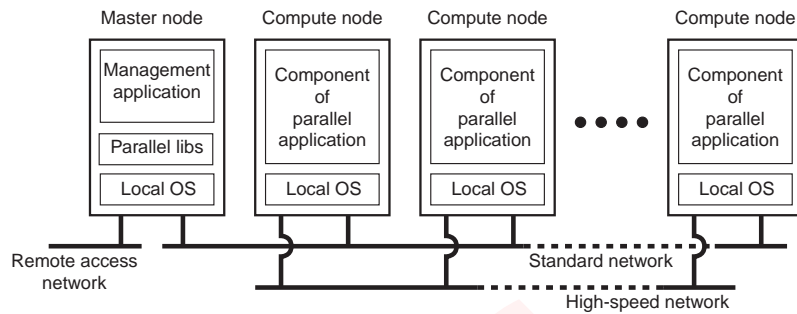 Master node
Compute node
Compute node
Compute node
Management
application
Parallel libs
Local OS
Component
of
parallel
application
Local OS
Component
of
parallel
application
Local OS
Component
of
parallel
application
Local OS
Remote access
network
Standard network
High-speed network